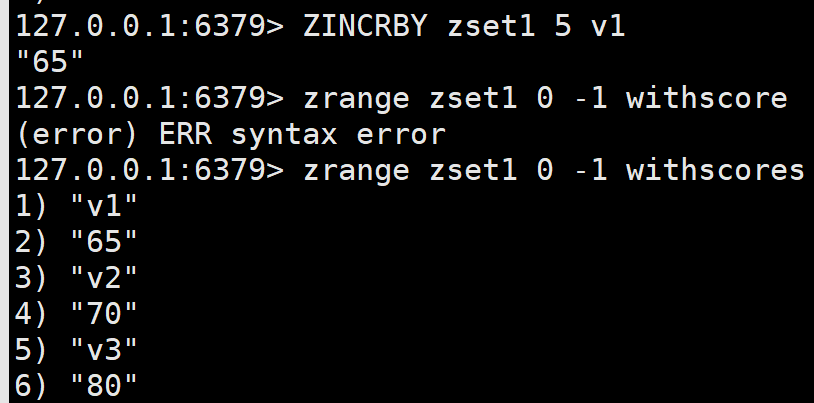 127.0.0.1:6379> ZINCRBY zset1 5 v1
"65"
127.0.0.1:6379> zrange zset1 0 -1 withscore
(error) ERR syntax error
127.0.0.1:6379> zrange zset1 0 -1 withscores
1) "v1"
2) "65"
3) "v2"
4) "70"
5) "v3"
6) "80"